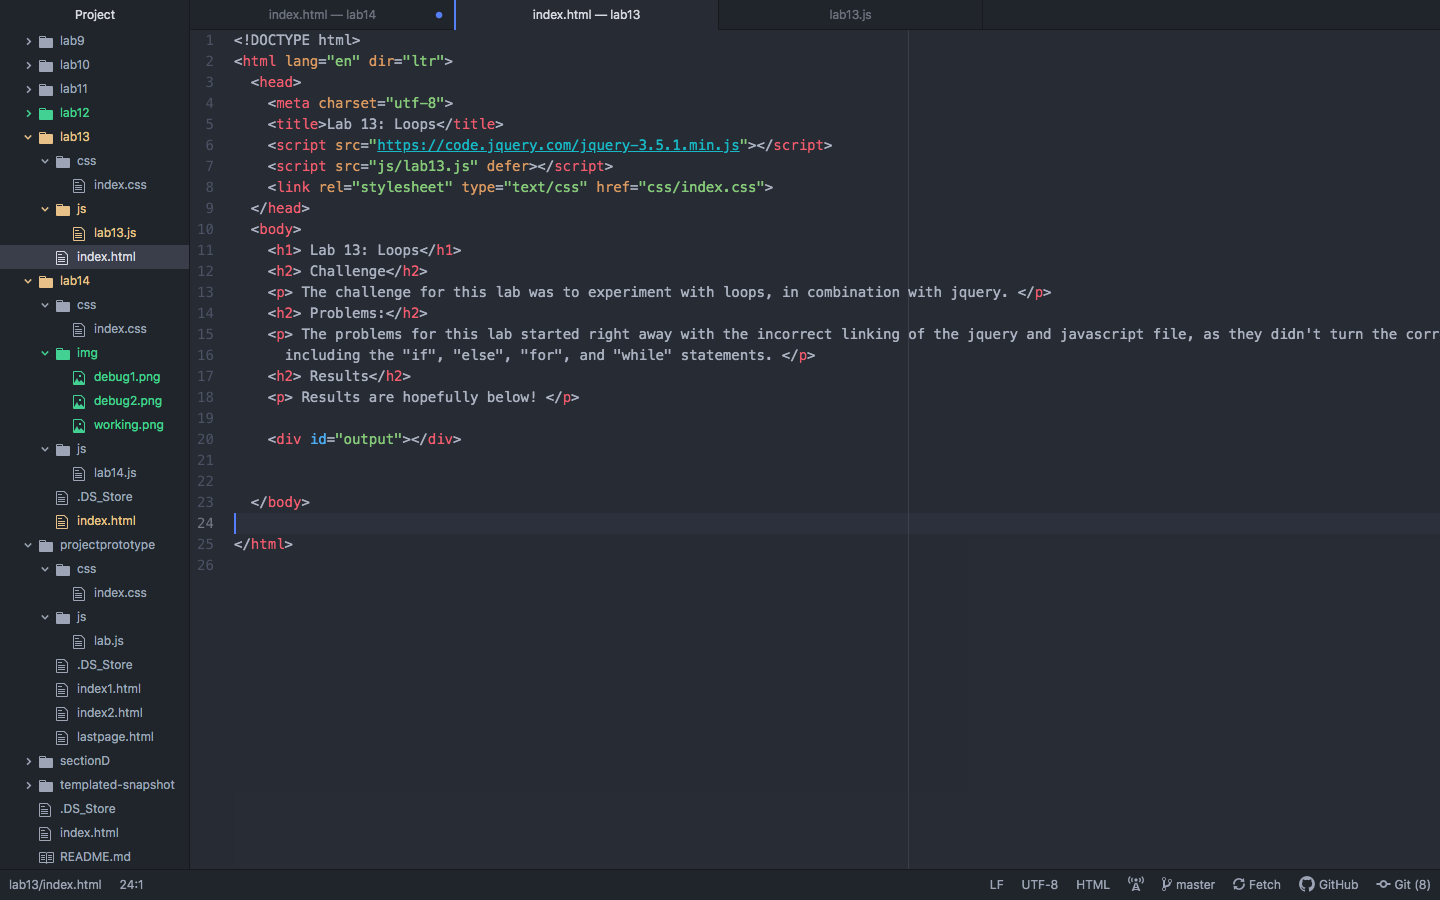 Project
lab9
lab10
lab11
lab12
lab13
css
index.css
js
lab13.js
index.html
lab14
css
index.css
img
debug1.png
debug2.png
working.png
js
lab14.js
.DS_Store
index.html
projectprototype
css
index.css
js
lab.js
.DS_Store
index1.html
index2.html
lastpage.html
sectionD
templated-snapshot
.DS_Store
index.html
README.md
index.html — lab14
index.html — lab13
lab13.js
1 <!DOCTYPE html>
2 <html lang="en" dir="ltr">
3 <head>
4 <meta charset="utf-8">
5 <title>Lab 13: Loops</title>
6 <script src="https://code.jquery.com/jquery-3.5.1.min.js"></script>
7 <script src="js/lab13.js" defer></script>
8 <link rel="stylesheet" type="text/css" href="css/index.css">
9 </head>
10 <body>
11 <h1> Lab 13: Loops</h1>
12 <h2> Challenge</h2>
13 <p> The challenge for this lab was to experiment with loops, in combination with jquery. </p>
14 <h2> Problems:</h2>
15 <p> The problems for this lab started right away with the incorrect linking of the jquery and javascript file, as they didn't turn the corr
16 including the "if", "else", "for", and "while" statements. </p>
17 <h2> Results</h2>
18 <p> Results are hopefully below! </p>
19
20 <div id="output"></div>
21
22
23 </body>
24
25 </html>
26
lab13/index.html 24:1 LF UTF-8 HTML master Fetch GitHub Git (8)